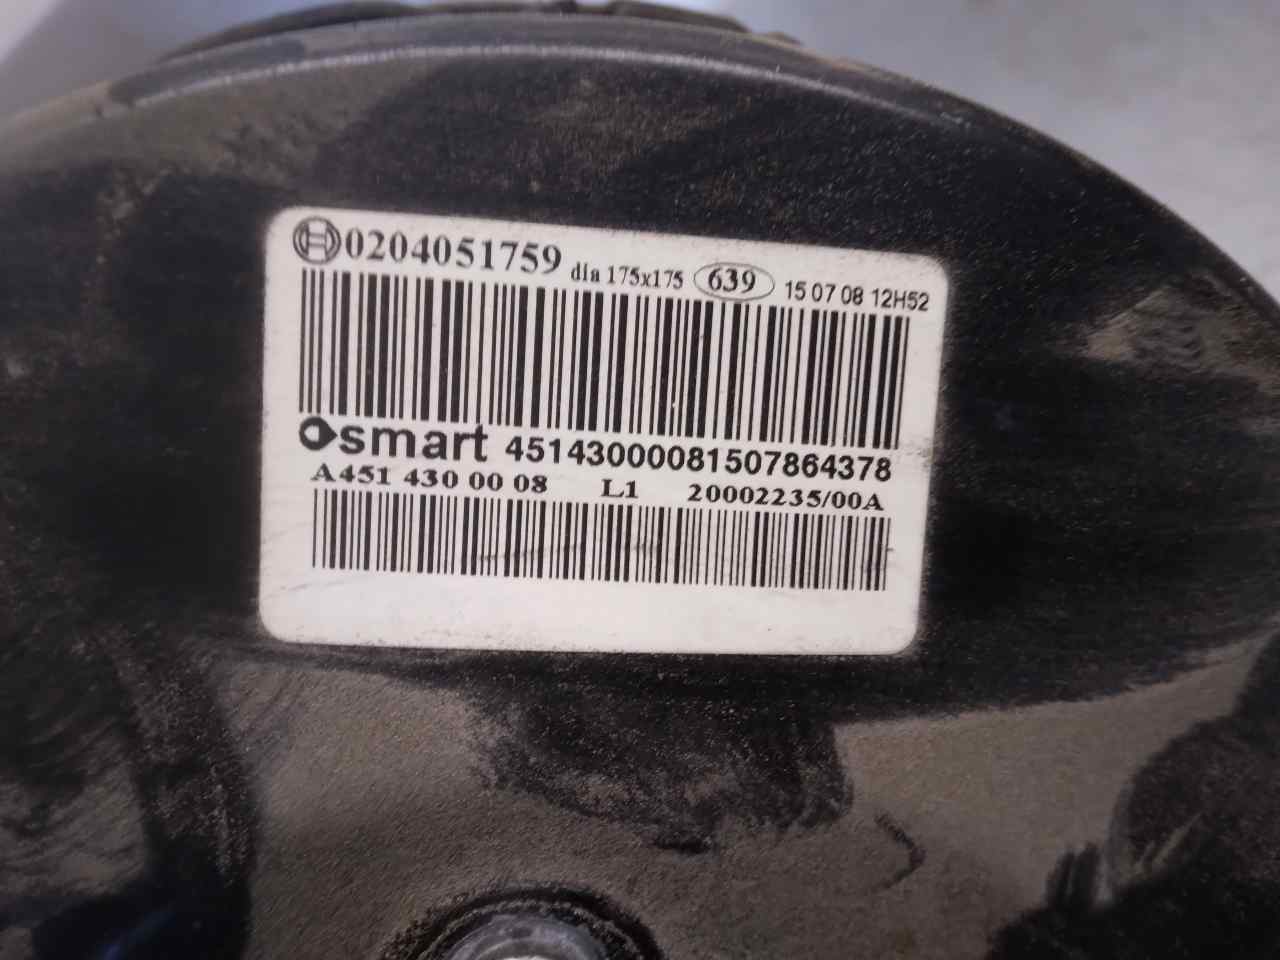 0204051759 dia 175x175 639 15 07 08 12H52
smart 45143000081507864378
A451 430 00 08 L1 20002235/00A